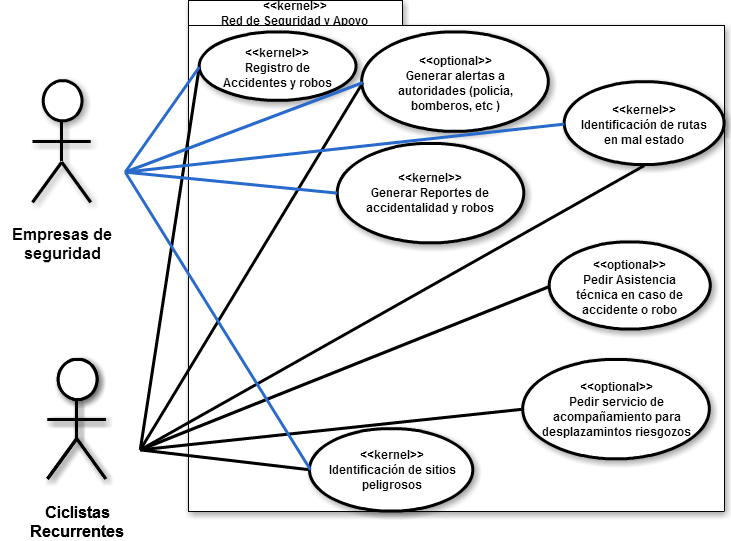 <<kernel>>
Red de Seguridad y Apoyo
<<kernel>>
Registro de
Accidentes y robos
<<optional>>
Generar alertas a
autoridades (policía,
bomberos, etc )
<<kernel>>
Identificación de rutas
en mal estado
<<kernel>>
Generar Reportes de
accidentalidad y robos
Empresas de
seguridad
<<optional>>
Pedir Asistencia
técnica en caso de
accidente o robo
<<optional>>
Pedir servicio de
acompañamiento para
desplazamintos riesgozos
<<kernel>>
Identificación de sitios
peligrosos
Ciclistas
Recurrentes